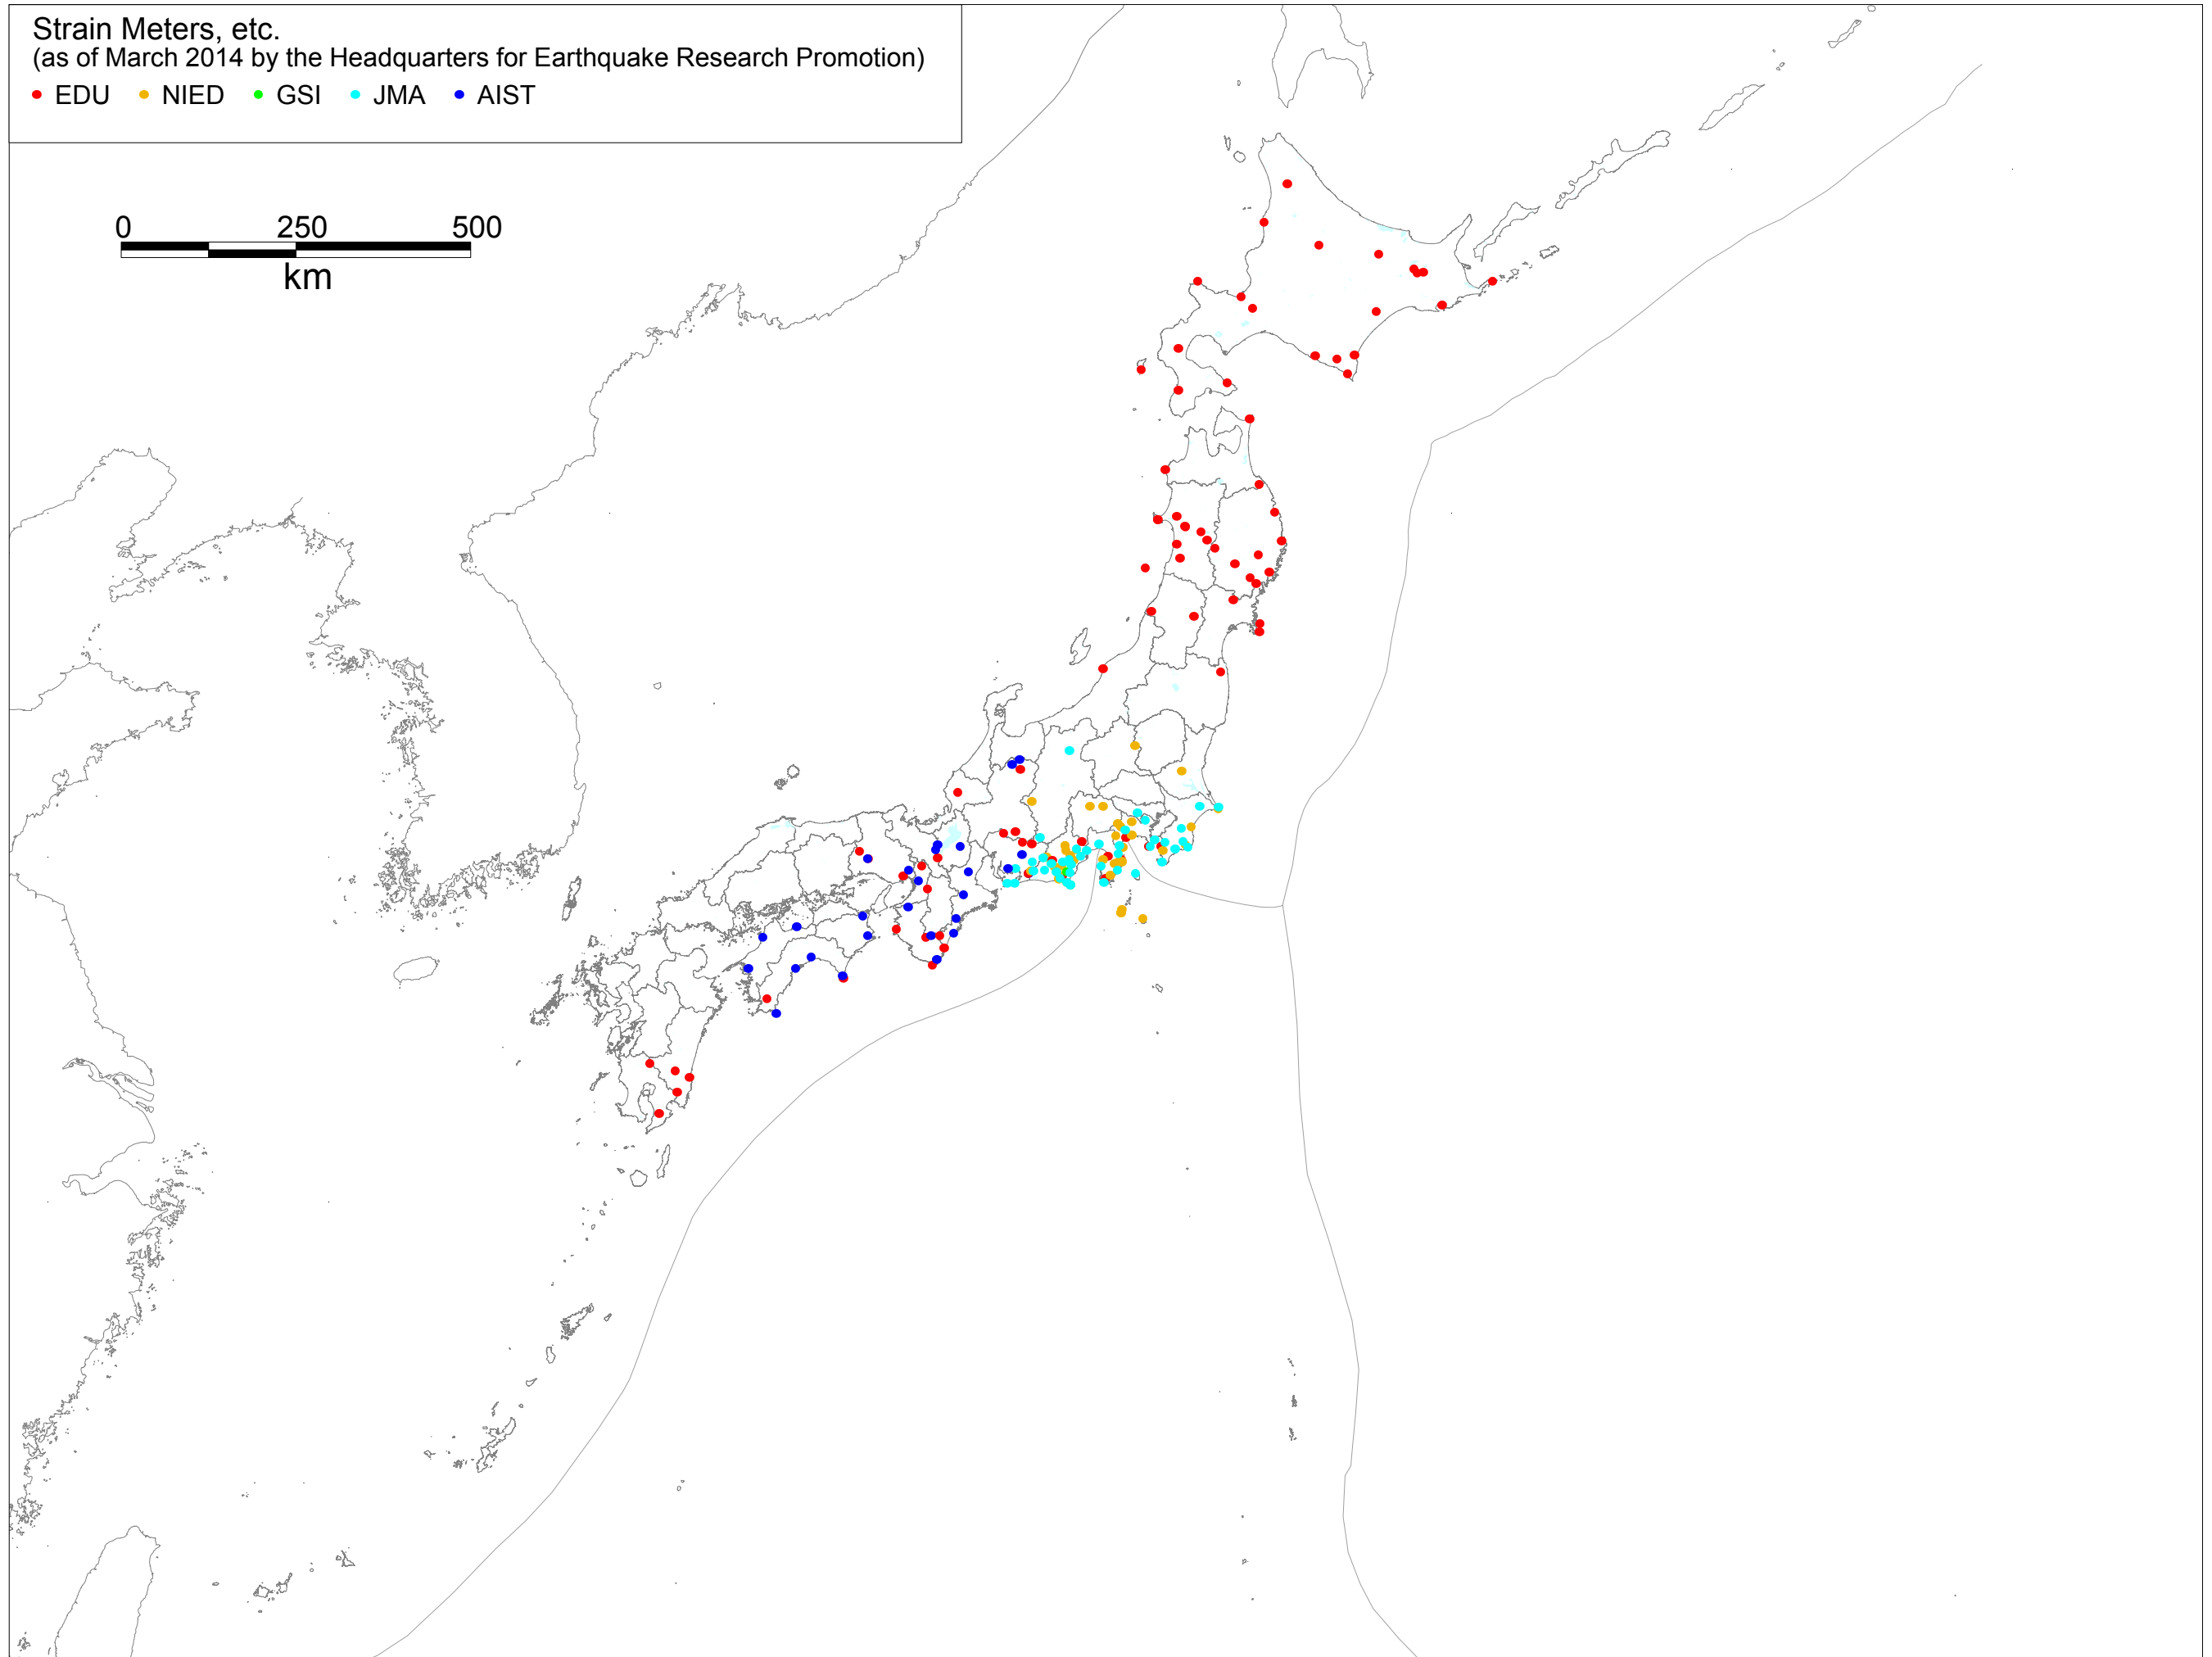 Strain Meters, etc.
(as of March 2014 by the Headquarters for Earthquake Research Promotion)
EDU NIED GSI JMA AIST
0 250 500
km